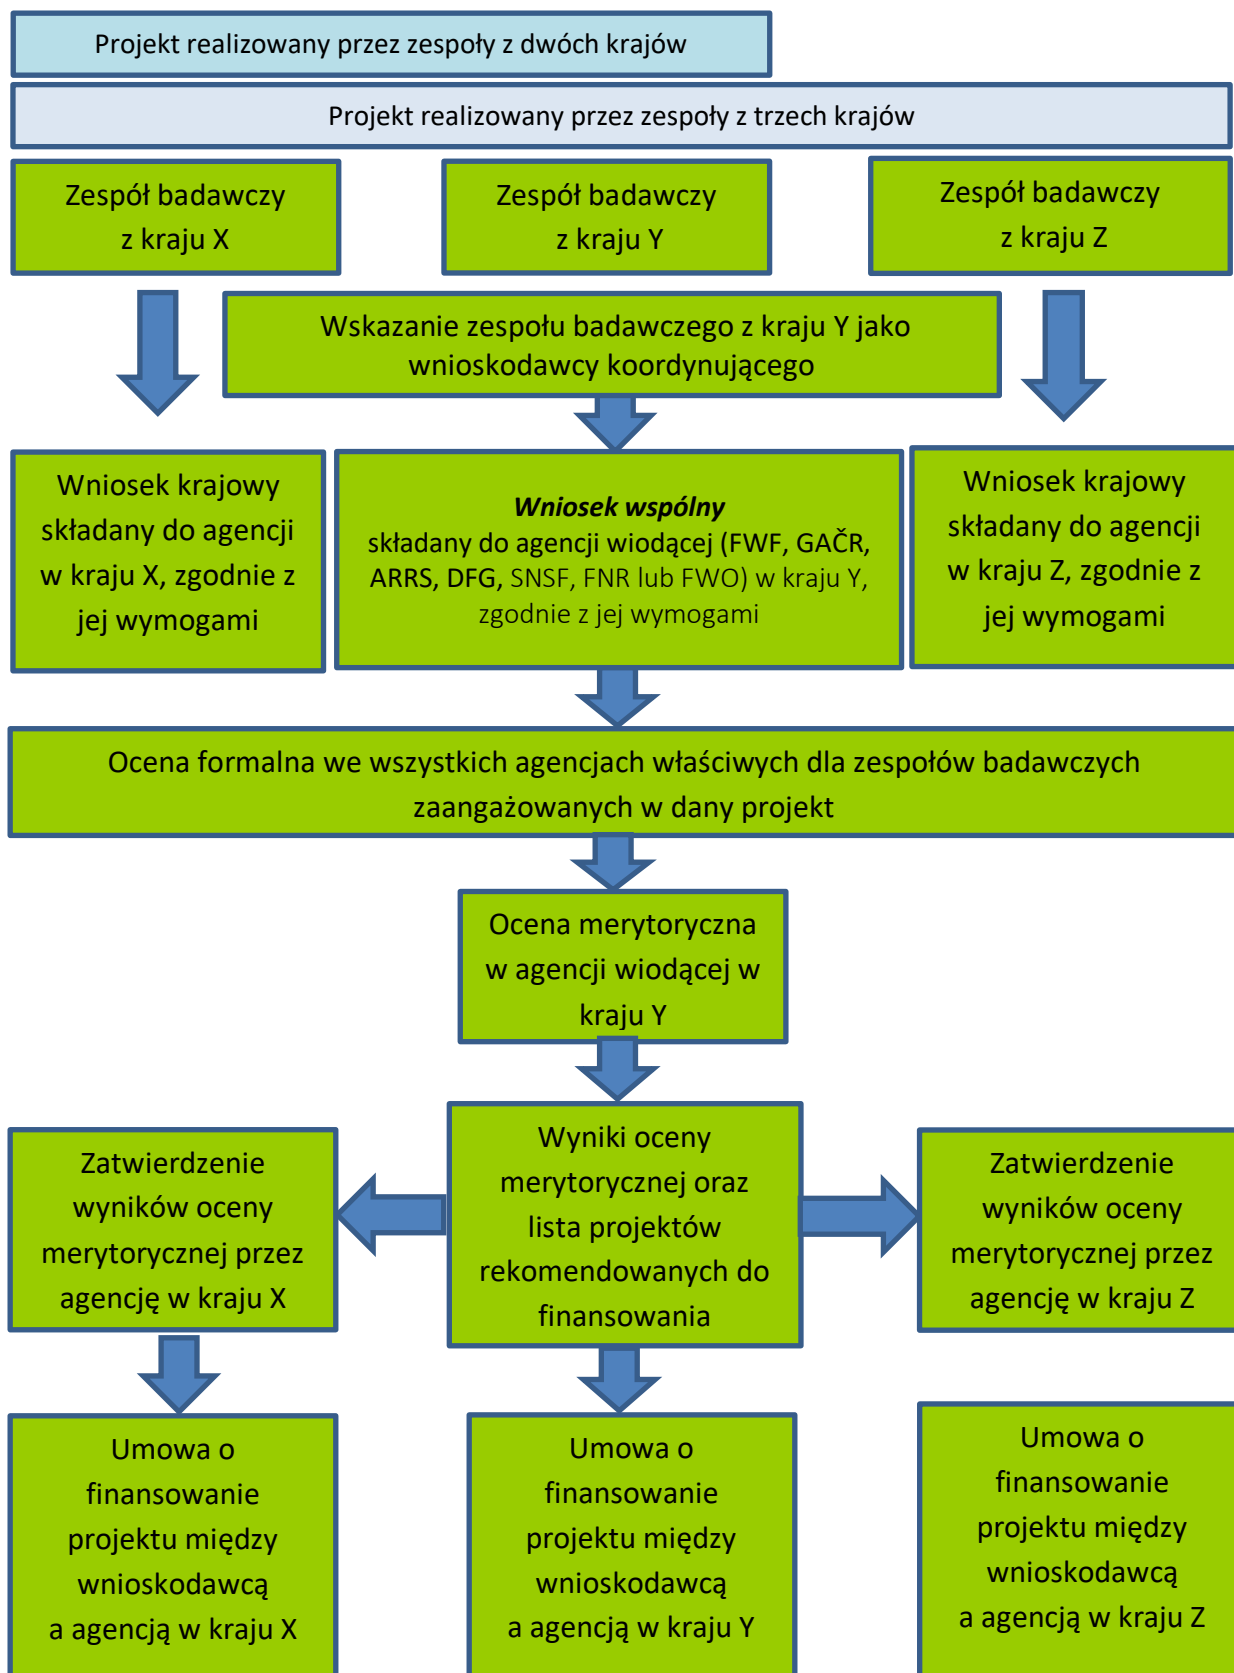 Projekt realizowany przez zespoły z dwóch krajów
Projekt realizowany przez zespoły z trzech krajów
Zespół badawczy
z kraju X
Zespół badawczy
z kraju Y
Zespół badawczy
z kraju Z
Wskazanie zespołu badawczego z kraju Y jako
wnioskodawcy koordynującego
Wniosek krajowy
składany do agencji
w kraju X, zgodnie z
jej wymogami
Wniosek wspólny
składany do agencji wiodącej (FWF, GAČR,
ARRS, DFG, SNSF, FNR lub FWO) w kraju Y,
zgodnie z jej wymogami
Wniosek krajowy
składany do agencji
w kraju Z, zgodnie z
jej wymogami
Ocena formalna we wszystkich agencjach właściwych dla zespołów badawczych
zaangażowanych w dany projekt
Ocena merytoryczna
w agencji wiodącej w
kraju Y
Zatwierdzenie
wyników oceny
merytorycznej przez
agencję w kraju X
Wyniki oceny
merytorycznej oraz
lista projektów
rekomendowanych do
finansowania
Zatwierdzenie
wyników oceny
merytorycznej przez
agencję w kraju Z
Umowa o
finansowanie
projektu między
wnioskodawcą
a agencją w kraju X
Umowa o
finansowanie
projektu między
wnioskodawcą
a agencją w kraju Y
Umowa o
finansowanie
projektu między
wnioskodawcą
a agencją w kraju Z